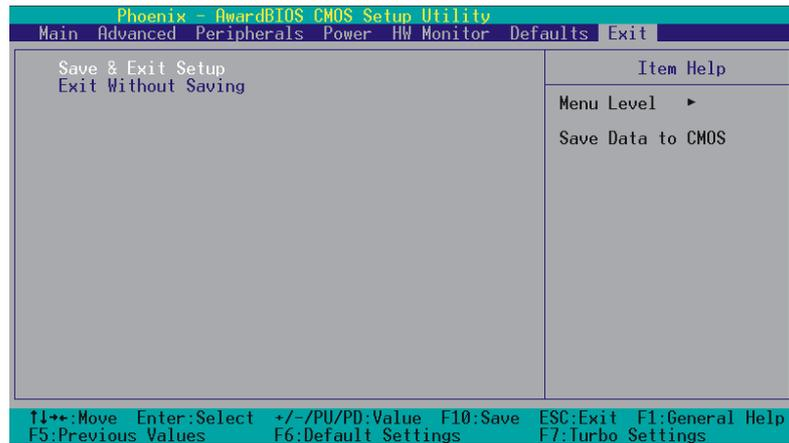 Phoenix - AwardBIOS CMOS Setup Utility
Main Advanced Peripherals Power HW Monitor Defaults Exit
Save & Exit Setup
Exit Without Saving
Item Help
Menu Level ►
Save Data to CMOS
↑↓→←:Move Enter:Select +/-/PU/PD:Value F10:Save ESC:Exit F1:General Help
F5:Previous Values F6:Default Settings F7:Turbo Settings